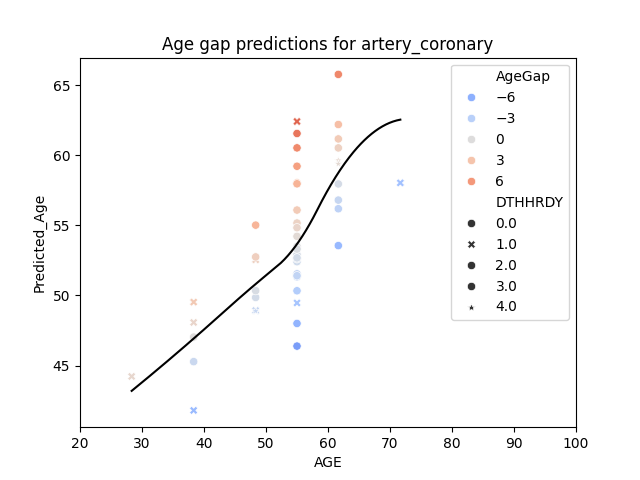 Age gap predictions for artery_coronary
Predicted_Age
65
60
55
50
45
20 30 40 50 60 70 80 90 100
AGE
AgeGap
−6
−3
0
3
6
DTHHRDY
0.0
1.0
2.0
3.0
4.0